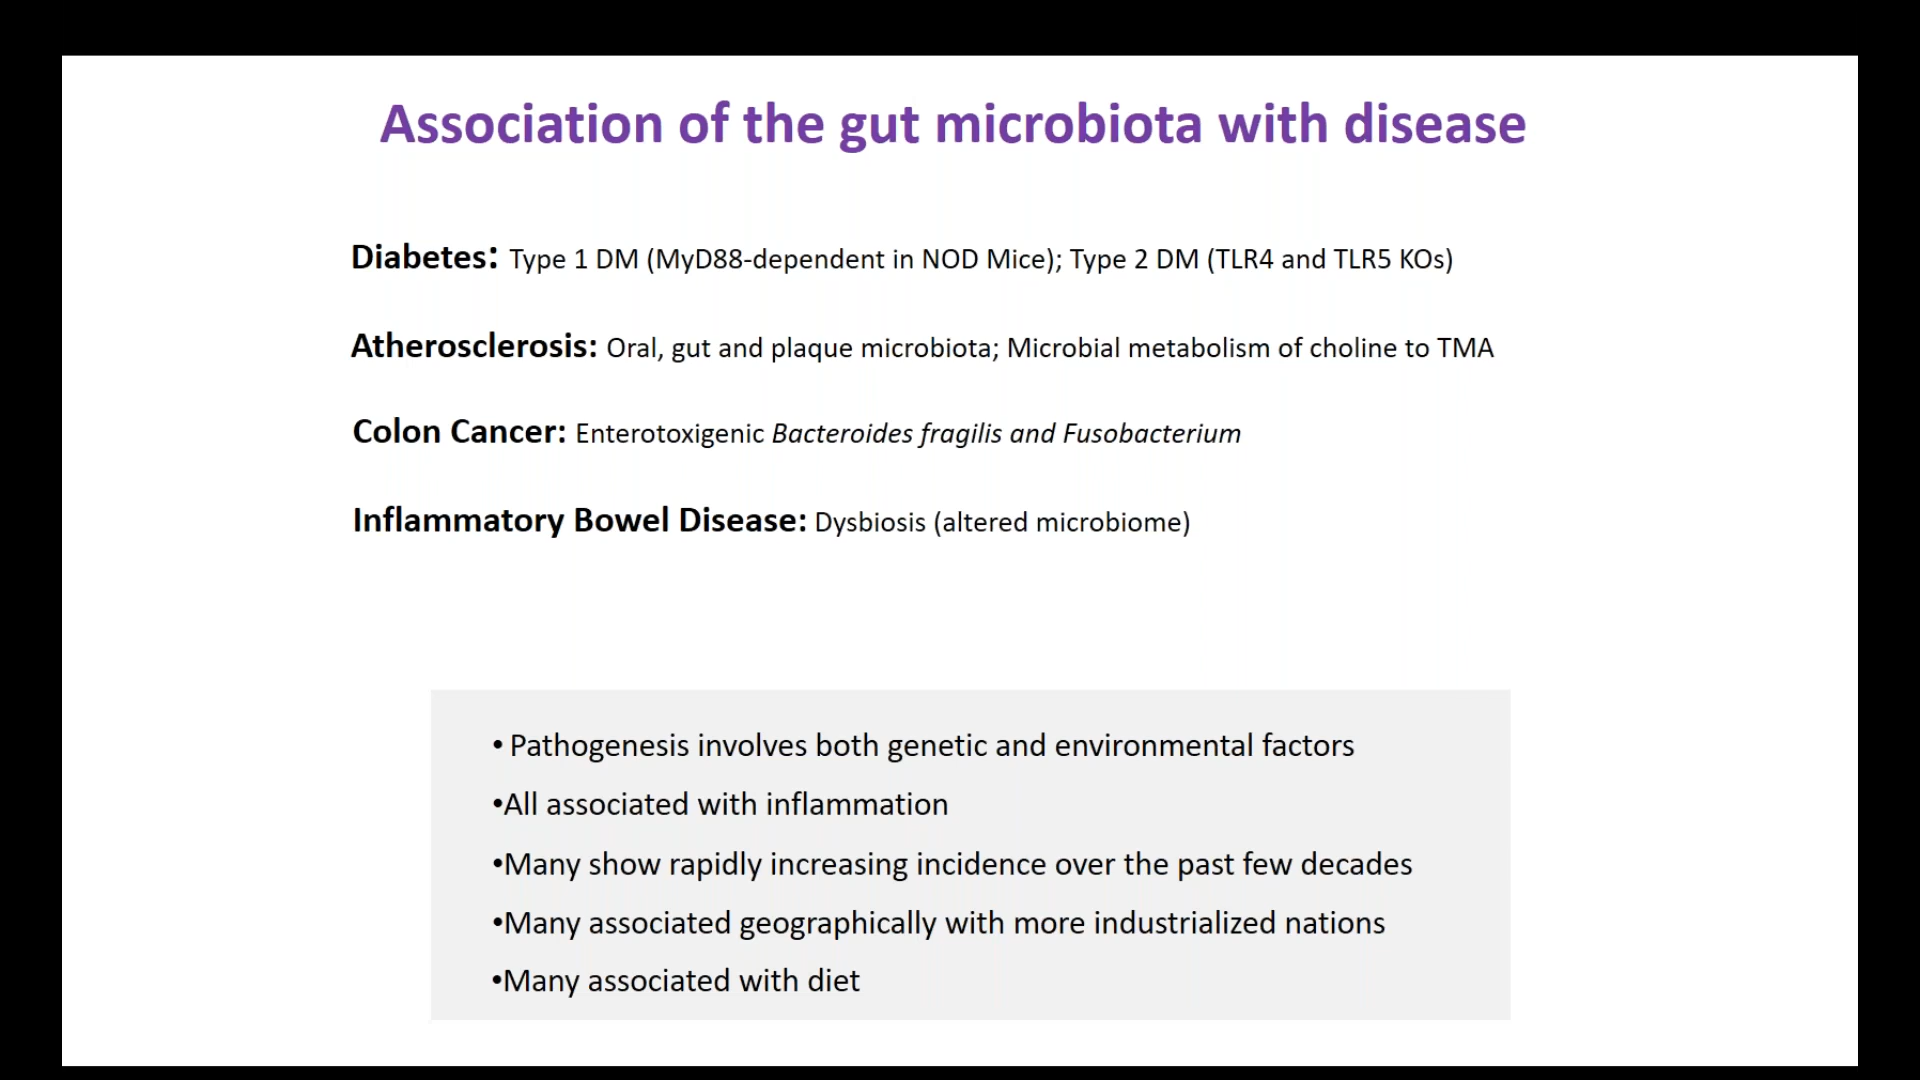 Association of the gut microbiota with disease
Diabetes: Type 1 DM (MyD88-dependent in NOD Mice); Type 2 DM (TLR4 and TLR5 KOs)
Atherosclerosis: Oral, gut and plaque microbiota; Microbial metabolism of choline to TMA
Colon Cancer: Enterotoxigenic Bacteroides fragilis and Fusobacterium
Inflammatory Bowel Disease: Dysbiosis (altered microbiome)
• Pathogenesis involves both genetic and environmental factors
•All associated with inflammation
•Many show rapidly increasing incidence over the past few decades
•Many associated geographically with more industrialized nations
•Many associated with diet